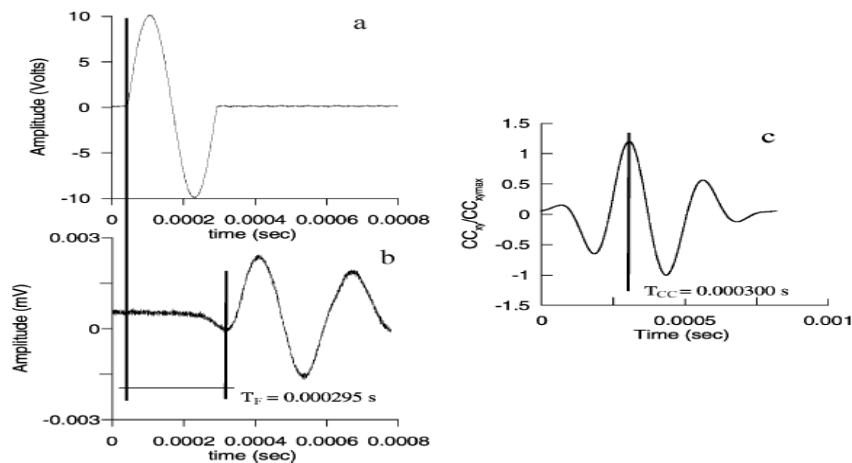 a
Amplitude (Volts)
10
5
0
-5
-10
0 0.0002 0.0004 0.0006 0.0008
time (sec)
b
Amplitude (mV)
0.003
0
-0.003
T_F = 0.000295 s
0 0.0002 0.0004 0.0006 0.0008
time (sec)
c
CC_xy/CC_xymax
1.5
1
0.5
0
-0.5
-1
-1.5
T_CC = 0.000300 s
0 0.0005 0.001
Time (sec)